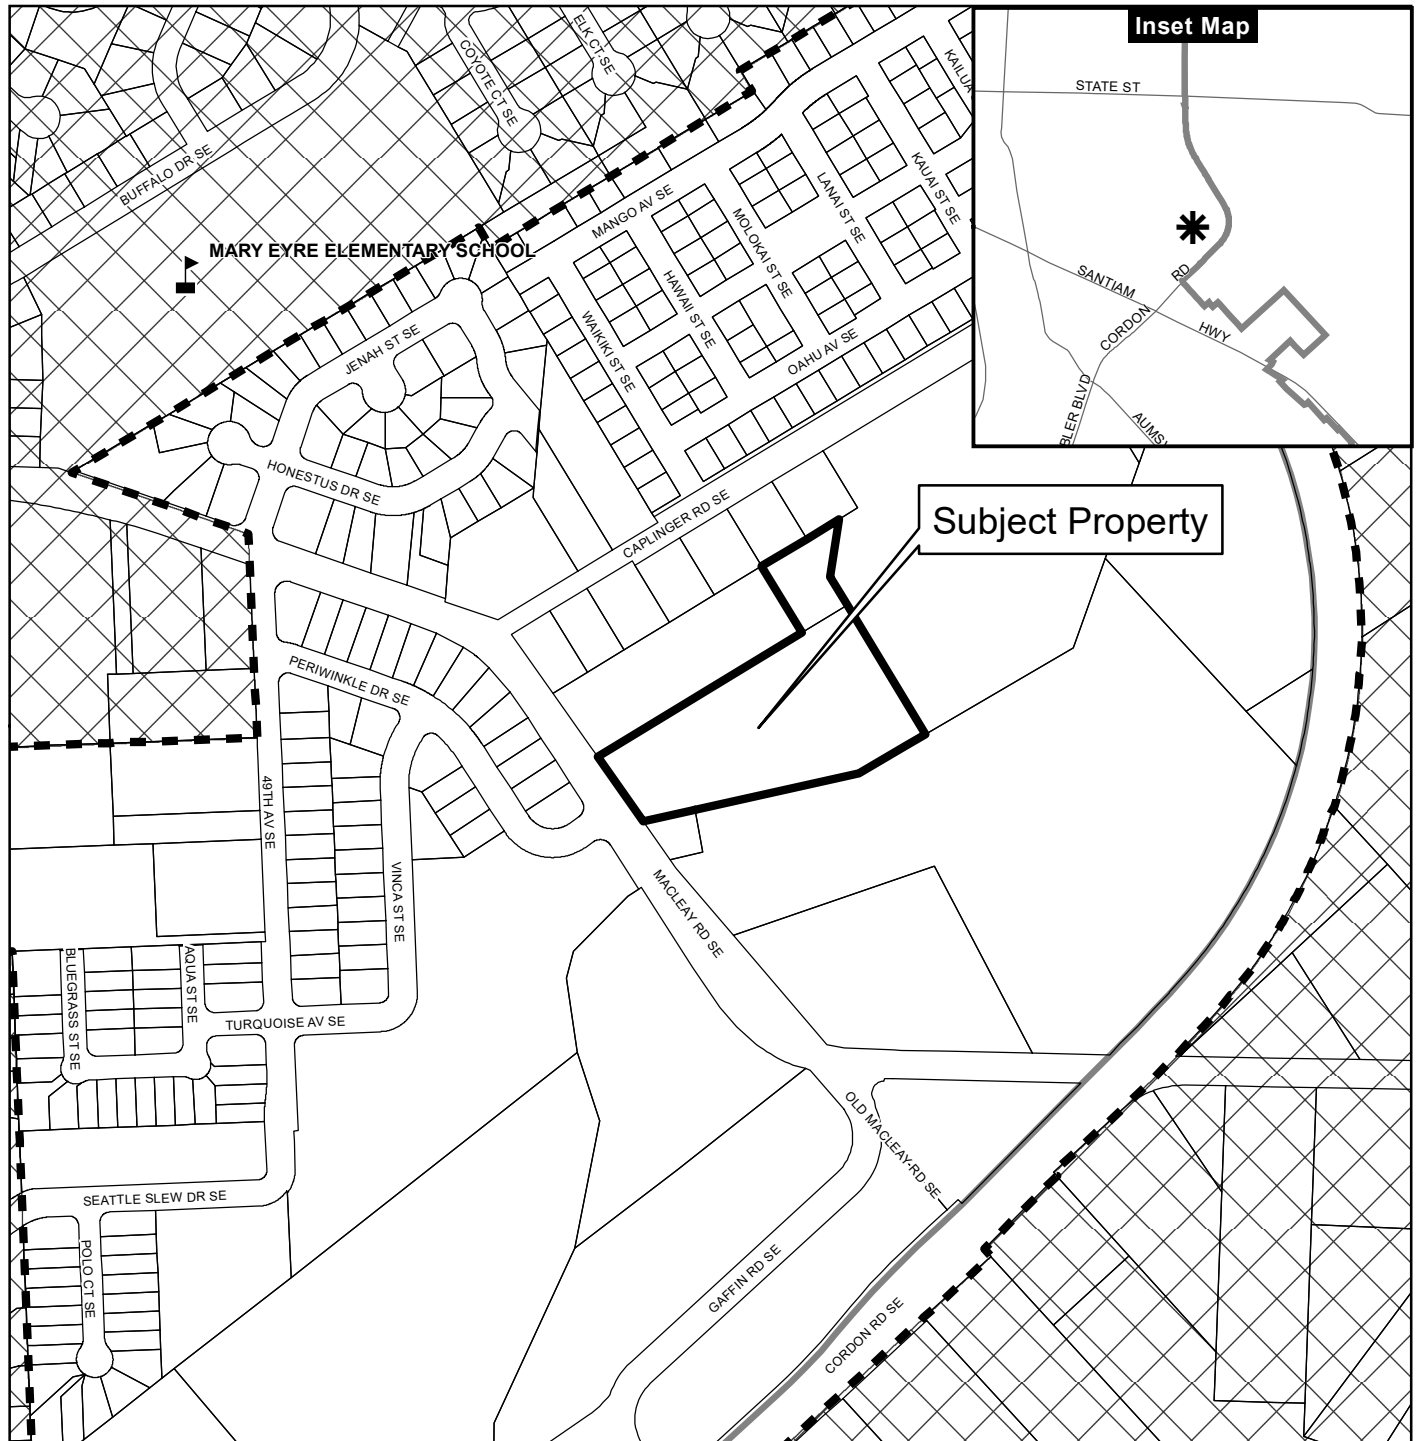 Inset Map
STATE ST
RD
SANTIAM
CORDON
HWY
BLER BLVD
AUMS
ELK CT SE
COYOTE CT SE
KAILUA
BUFFALO DR SE
MANGO AV SE
KAUAI ST SE
LANAI ST SE
MOLOKAI ST SE
MARY EYRE ELEMENTARY SCHOOL
HAWAII ST SE
WAIKIKI ST SE
JENAH ST SE
OAHU AV SE
HONESTUS DR SE
CAPLINGER RD SE
Subject Property
PERIWINKLE DR SE
49TH AV SE
VINCA ST SE
MACLEAY RD SE
BLUEGRASS ST SE
AQUA ST SE
TURQUOISE AV SE
OLD MACLEAY RD SE
SEATTLE SLEW DR SE
POLO CT SE
GAFFIN RD SE
CORDON RD SE